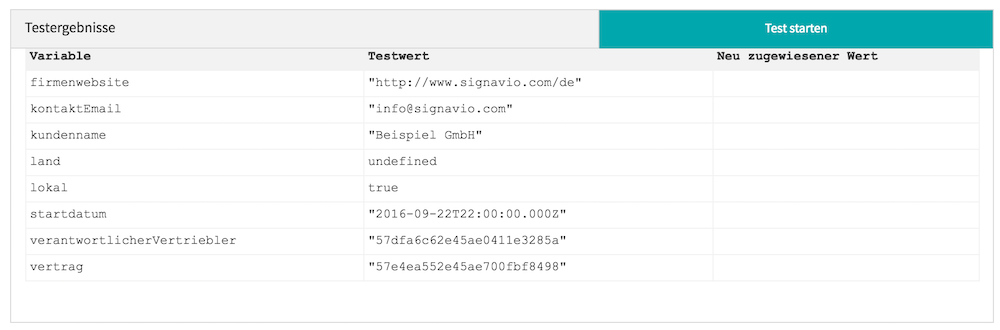 Testergebnisse Test starten
Variable Testwert Neu zugewiesener Wert
firmenwebsite "http://www.signavio.com/de"
kontaktEmail "info@signavio.com"
kundenname "Beispiel GmbH"
land undefined
lokal true
startdatum "2016-09-22T22:00:00.000Z"
verantwortlicherVertriebler "57dfa6c62e45ae0411e3285a"
vertrag "57e4ea552e45ae700fbf8498"